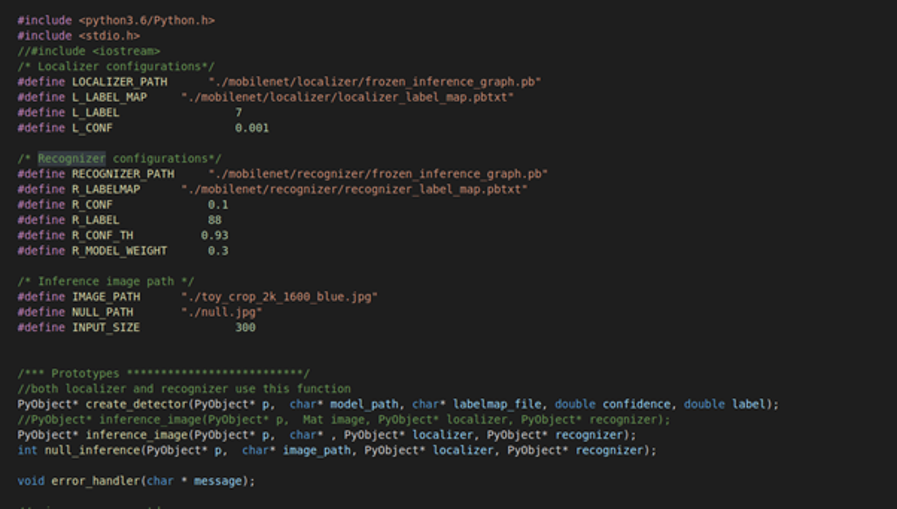 #include <python3.6/Python.h>
#include <stdio.h>
//#include <iostream>
/* Localizer configurations*/
#define LOCALIZER_PATH "./mobilenet/localizer/frozen_inference_graph.pb"
#define L_LABEL_MAP "./mobilenet/localizer/localizer_label_map.pbtxt"
#define L_LABEL 7
#define L_CONF 0.001
/* Recognizer configurations*/
#define RECOGNIZER_PATH "./mobilenet/recognizer/frozen_inference_graph.pb"
#define R_LABELMAP "./mobilenet/recognizer/recognizer_label_map.pbtxt"
#define R_CONF 0.1
#define R_LABEL 88
#define R_CONF_TH 0.93
#define R_MODEL_WEIGHT 0.3
/* Inference image path */
#define IMAGE_PATH "./toy_crop_2k_1600_blue.jpg"
#define NULL_PATH "./null.jpg"
#define INPUT_SIZE 300
/*** Prototypes **************************/
//both localizer and recognizer use this function
PyObject* create_detector(PyObject* p, char* model_path, char* labelmap_file, double confidence, double label);
//PyObject* inference_image(PyObject* p, Mat image, PyObject* localizer, PyObject* recognizer);
PyObject* inference_image(PyObject* p, char* , PyObject* localizer, PyObject* recognizer);
int null_inference(PyObject* p, char* image_path, PyObject* localizer, PyObject* recognizer);
void error_handler(char * message);